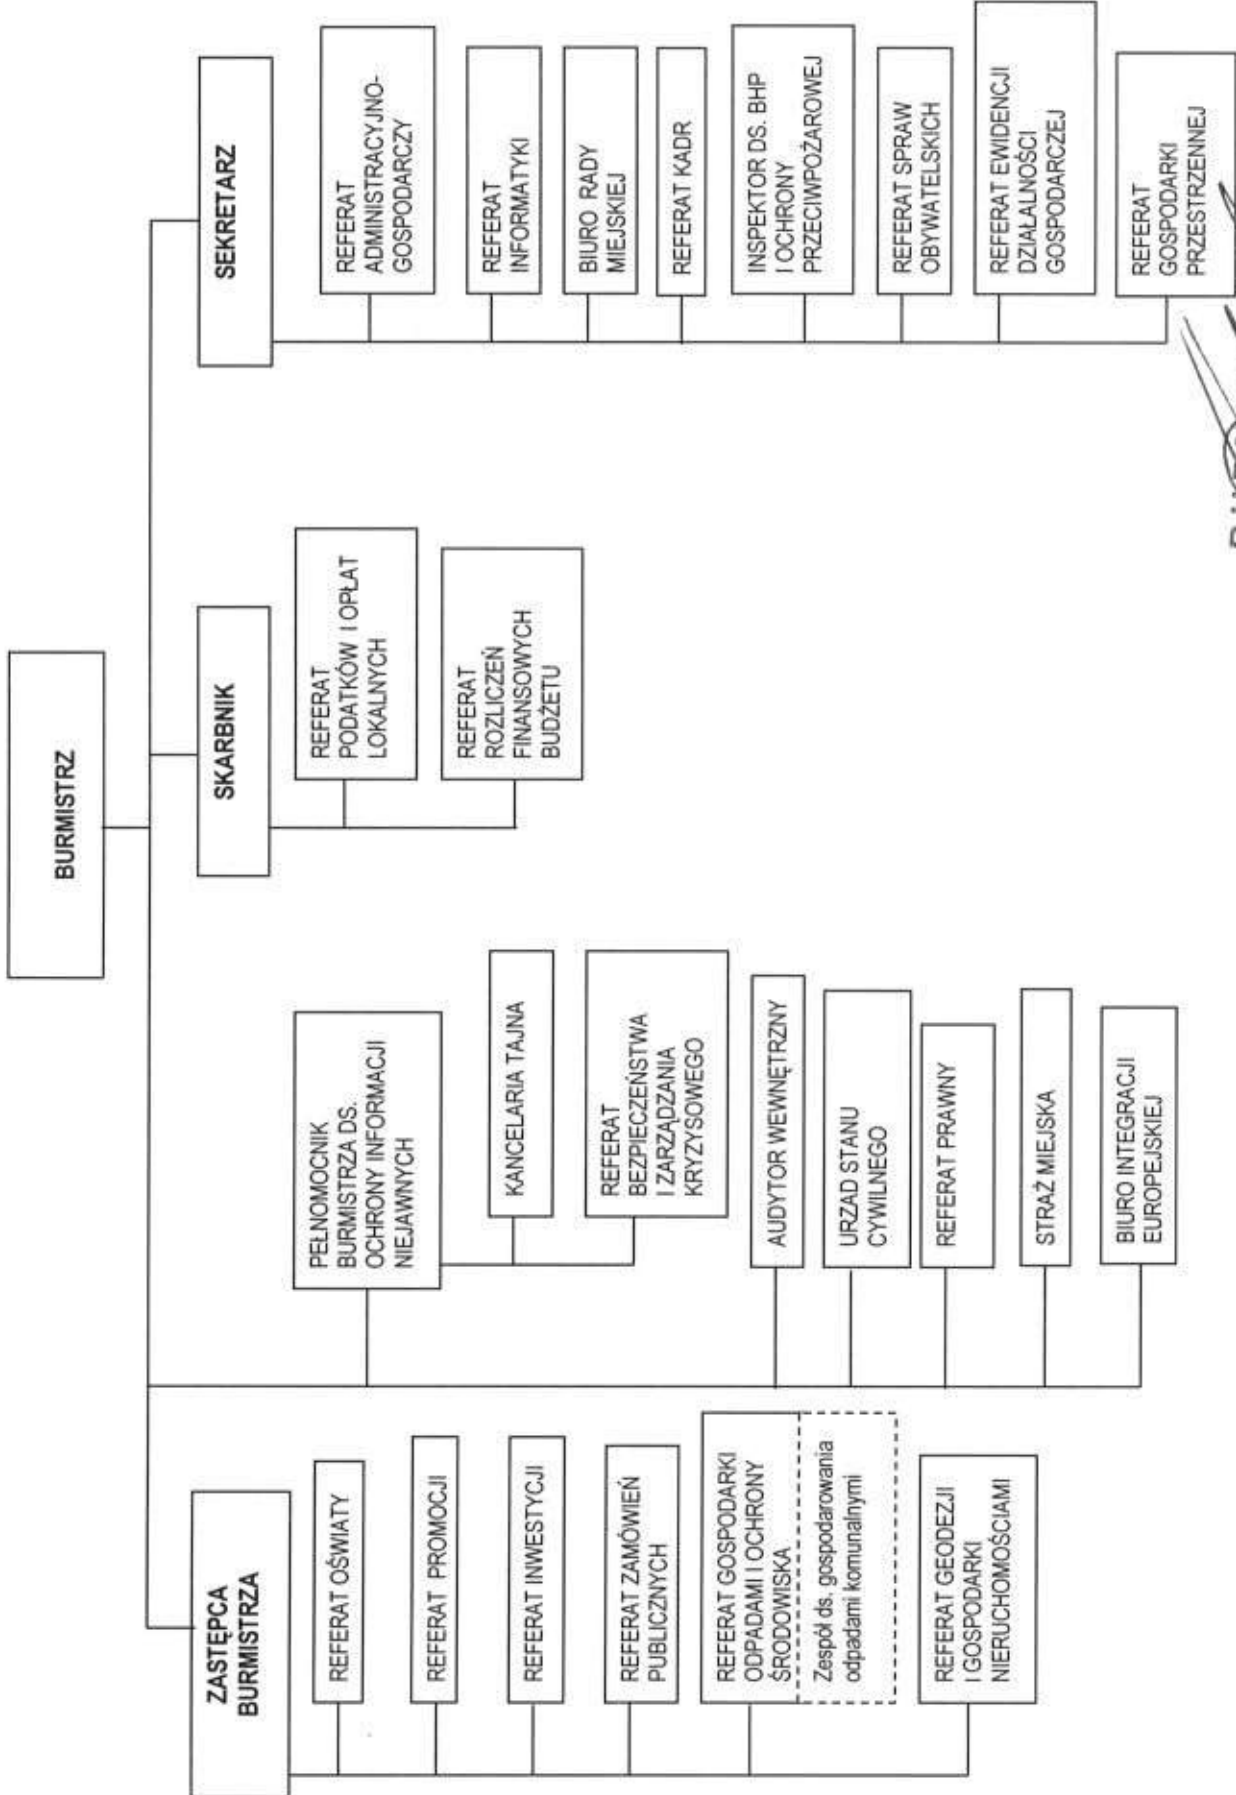 BURMISTRZ
ZASTĘPCA
BURMISTRZA
REFERAT OŚWIATY
REFERAT PROMOCJI
REFERAT INWESTYCJI
REFERAT ZAMÓWIEŃ
PUBLICZNYCH
REFERAT GOSPODARKI
ODPADAMI I OCHRONY
ŚRODOWISKA
Zespół ds. gospodarowania
odpadami komunalnymi
REFERAT GEODEZJI
I GOSPODARKI
NIERUCHOMOŚCIAMI
PEŁNOMOCNIK
BURMISTRZA DS.
OCHRONY INFORMACJI
NIEJAWNYCH
KANCELARIA TAJNA
REFERAT
BEZPIECZEŃSTWA
I ZARZĄDZANIA
KRYZYSOWEGO
AUDYTOR WEWNĘTRZNY
URZAD STANU
CYWILNEGO
REFERAT PRAWNY
STRAŻ MIEJSKA
BIURO INTEGRACJI
EUROPEJSKIEJ
SKARBNIK
REFERAT
PODATKÓW I OPŁAT
LOKALNYCH
REFERAT
ROZLICZEŃ
FINANSOWYCH
BUDŻETU
SEKRETARZ
REFERAT
ADMINISTRACYJNO-
GOSPODARCZY
REFERAT
INFORMATYKI
BIURO RADY
MIEJSKIEJ
REFERAT KADR
INSPEKTOR DS. BHP
I OCHRONY
PRZECIWPOŻAROWEJ
REFERAT SPRAW
OBYWATELSKICH
REFERAT EWIDENCJI
DZIAŁALNOŚCI
GOSPODARCZEJ
REFERAT
GOSPODARKI
PRZESTRZENNEJ